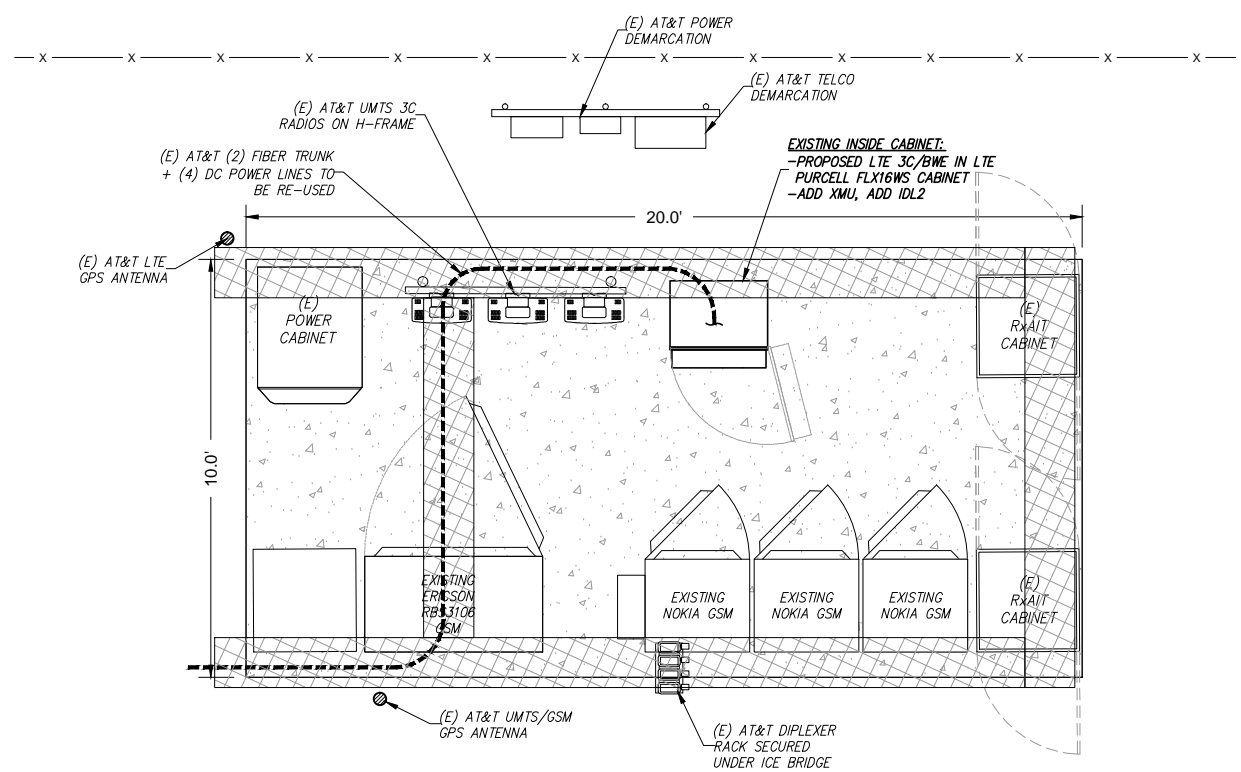 (E) AT&T POWER
DEMARCATION
X X X X X X X X X X X X X X
(E) AT&T TELCO
DEMARCATION
(E) AT&T UMTS 3C
RADIOS ON H-FRAME
(E) AT&T (2) FIBER TRUNK
+ (4) DC POWER LINES TO
BE RE-USED
EXISTING INSIDE CABINET:
-PROPOSED LTE 3C/BWE IN LTE
PURCELL FLX16WS CABINET
-ADD XMU, ADD IDL2
20.0'
(E) AT&T LTE
GPS ANTENNA
(E)
POWER
CABINET
(E)
RxAIT
CABINET
10.0'
EXISTING
ERICSON
RBS3106
GSM
EXISTING
NOKIA GSM
EXISTING
NOKIA GSM
EXISTING
NOKIA GSM
(E)
RxAIT
CABINET
(E) AT&T UMTS/GSM
GPS ANTENNA
(E) AT&T DIPLEXER
RACK SECURED
UNDER ICE BRIDGE